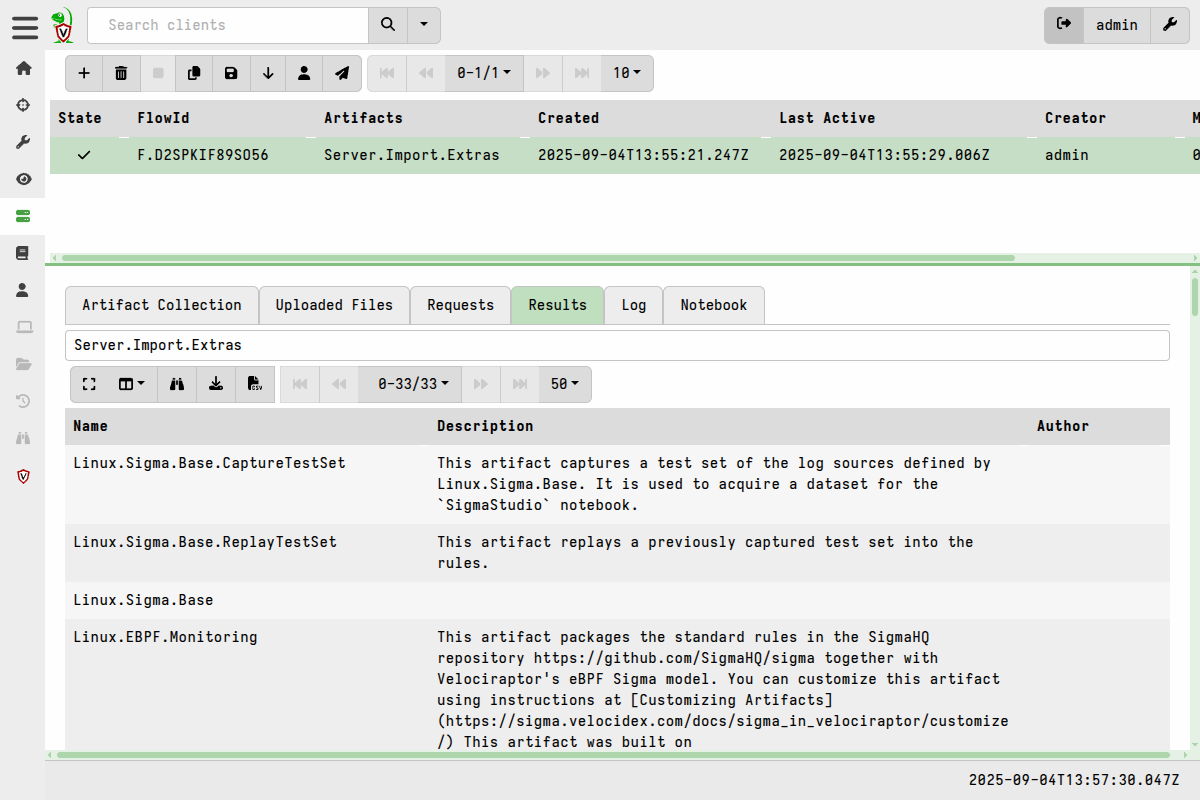 Search clients
admin
0-1/1
10
State FlowId Artifacts Created Last Active Creator M
F.D2SPKIF89SO56 Server.Import.Extras 2025-09-04T13:55:21.247Z 2025-09-04T13:55:29.006Z admin 0
Artifact Collection Uploaded Files Requests Results Log Notebook
Server.Import.Extras
0-33/33
50
Name Description Author
Linux.Sigma.Base.CaptureTestSet This artifact captures a test set of the log sources defined by
Linux.Sigma.Base. It is used to acquire a dataset for the
`SigmaStudio` notebook.
Linux.Sigma.Base.ReplayTestSet This artifact replays a previously captured test set into the
rules.
Linux.Sigma.Base
Linux.EBPF.Monitoring This artifact packages the standard rules in the SigmaHQ
repository https://github.com/SigmaHQ/sigma together with
Velociraptor's eBPF Sigma model. You can customize this artifact
using instructions at [Customizing Artifacts]
(https://sigma.velocidex.com/docs/sigma_in_velociraptor/customize
/) This artifact was built on
2025-09-04T13:57:30.047Z